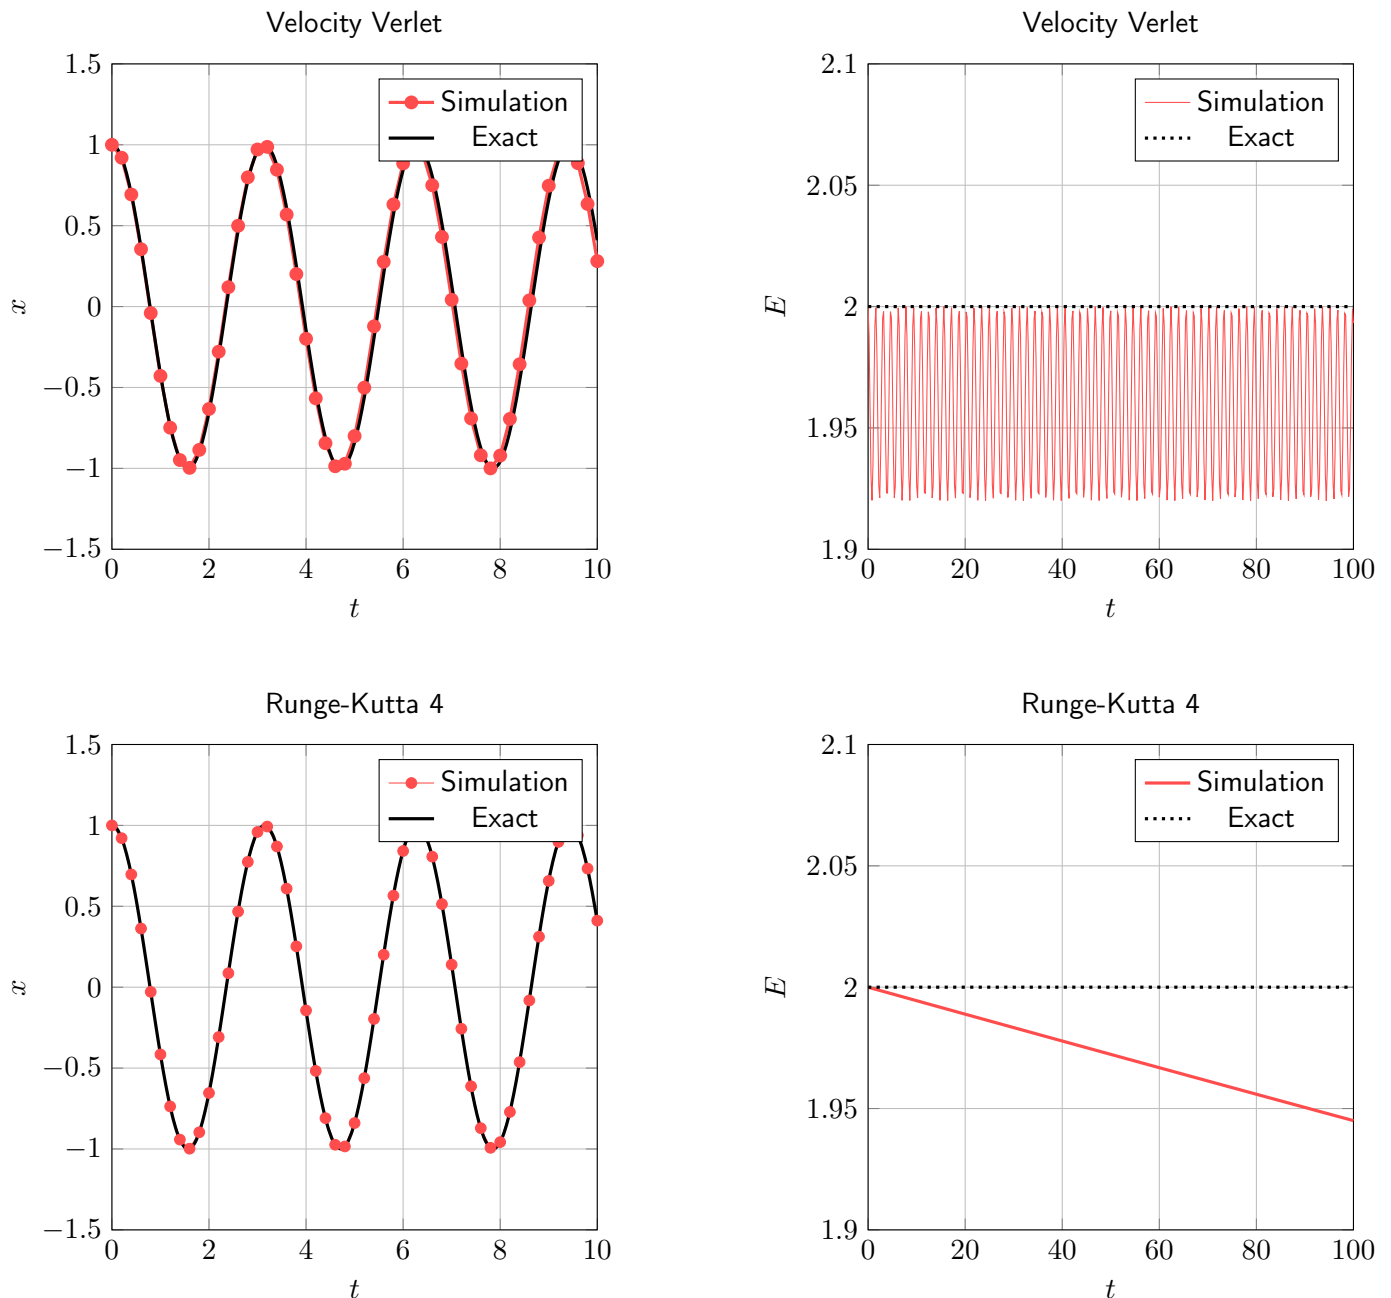 Velocity Verlet
1.5
1
0.5
0
−0.5
−1
−1.5
0 2 4 6 8 10
x
t
Simulation
Exact
Velocity Verlet
2.1
2.05
2
1.95
1.9
0 20 40 60 80 100
E
t
Simulation
Exact
Runge-Kutta 4
1.5
1
0.5
0
−0.5
−1
−1.5
0 2 4 6 8 10
x
t
Simulation
Exact
Runge-Kutta 4
2.1
2.05
2
1.95
1.9
0 20 40 60 80 100
E
t
Simulation
Exact